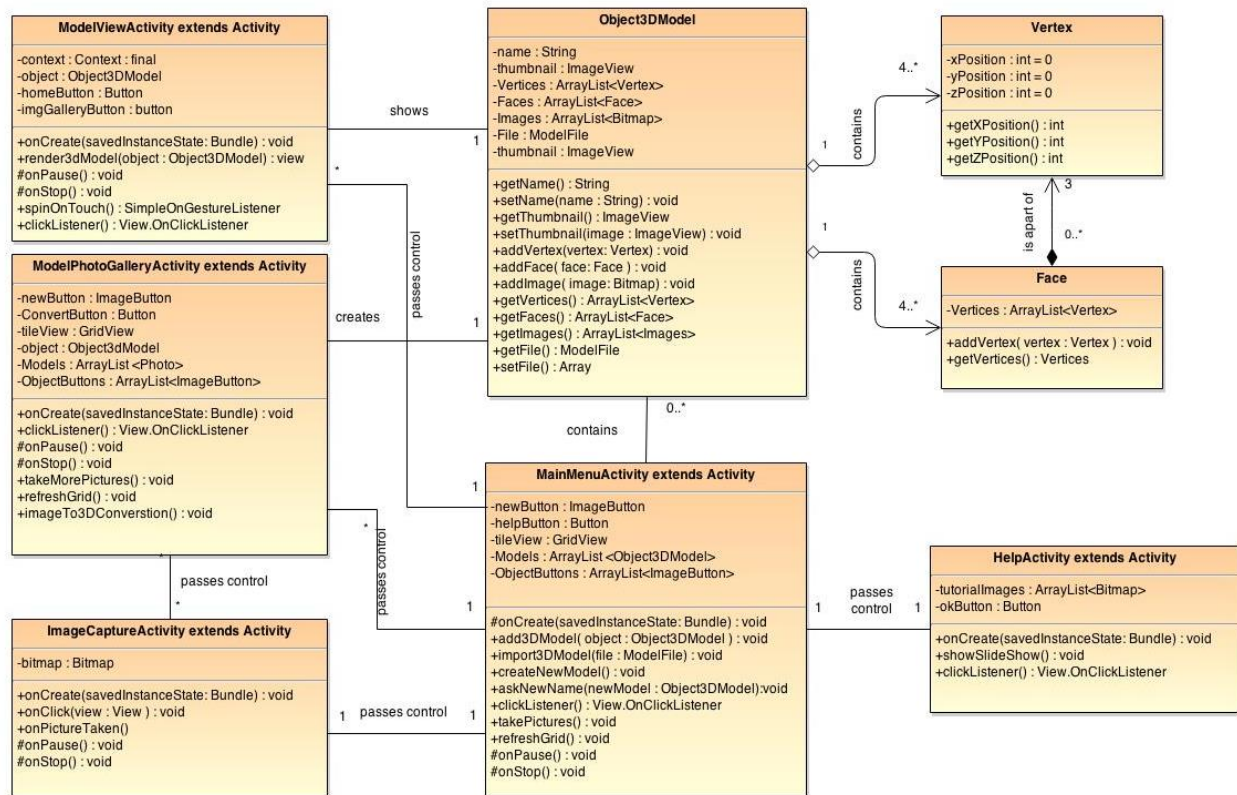 ModelViewActivity extends Activity
-context : Context : final
-object : Object3DModel
-homeButton : Button
-imgGalleryButton : button
+onCreate(savedInstanceState: Bundle) : void
+render3dModel(object : Object3DModel) : view
#onPause() : void
#onStop() : void
+spinOnTouch() : SimpleOnGestureListener
+clickListener() : View.OnClickListener
shows
1
*
passes control
1
Object3DModel
-name : String
-thumbnail : ImageView
-Vertices : ArrayList<Vertex>
-Faces : ArrayList<Face>
-Images : ArrayList<Bitmap>
-File : ModelFile
-thumbnail : ImageView
+getName() : String
+setName(name : String) : void
+getThumbnail() : ImageView
+setThumbnail(image : ImageView) : void
+addVertex(vertex: Vertex) : void
+addFace( face: Face ) : void
+addImage( image: Bitmap) : void
+getVertices() : ArrayList<Vertex>
+getFaces() : ArrayList<Face>
+getImages() : ArrayList<Images>
+getFile() : ModelFile
+setFile() : Array
4..*
1
contains
1
contains
4..*
Vertex
-xPosition : int = 0
-yPosition : int = 0
-zPosition : int = 0
+getXPosition() : int
+getYPosition() : int
+getZPosition() : int
3
is apart of
0..*
Face
-Vertices : ArrayList<Vertex>
+addVertex( vertex : Vertex ) : void
+getVertices() : Vertices
ModelPhotoGalleryActivity extends Activity
-newButton : ImageButton
-ConvertButton : Button
-tileView : GridView
-object : Object3dModel
-Models : ArrayList <Photo>
-ObjectButtons : ArrayList<ImageButton>
+onCreate(savedInstanceState: Bundle) : void
+clickListener() : View.OnClickListener
#onPause() : void
#onStop() : void
+takeMorePictures() : void
+refreshGrid() : void
+imageTo3DConverstion() : void
creates
1
*
passes control
1
*
passes control
*
0..*
contains
MainMenuActivity extends Activity
-newButton : ImageButton
-helpButton : Button
-tileView : GridView
-Models : ArrayList <Object3DModel>
-ObjectButtons : ArrayList<ImageButton>
#onCreate(savedInstanceState: Bundle) : void
+add3DModel( object : Object3DModel ) : void
+import3DModel(file : ModelFile) : void
+createNewModel() : void
+askNewName(newModel : Object3DModel):void
+clickListener() : View.OnClickListener
+takePictures() : void
+refreshGrid() : void
#onPause() : void
#onStop() : void
passes
control
1
1
HelpActivity extends Activity
-tutorialImages : ArrayList<Bitmap>
-okButton : Button
+onCreate(savedInstanceState: Bundle) : void
+showSlideShow() : void
+clickListener() : View.OnClickListener
ImageCaptureActivity extends Activity
-bitmap : Bitmap
+onCreate(savedInstanceState: Bundle) : void
+onClick(view : View ) : void
+onPictureTaken()
#onPause() : void
#onStop() : void
1
passes control
1